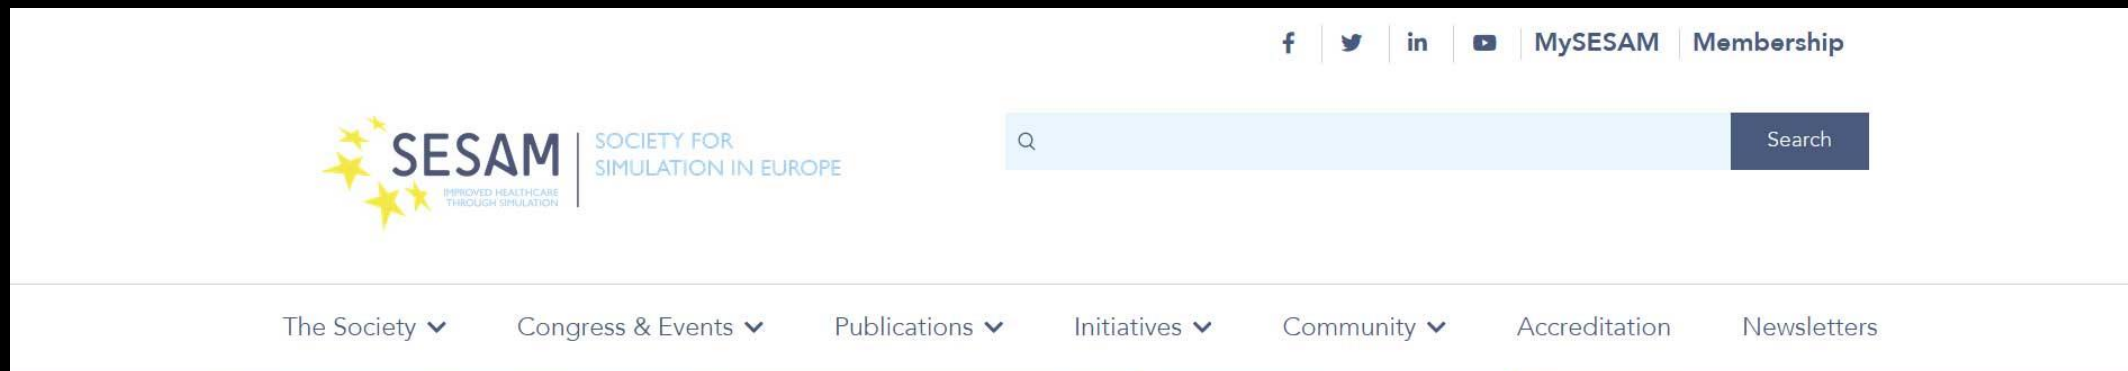 MySESAM Membership
SESAM
IMPROVED HEALTHCARE
THROUGH SIMULATION
SOCIETY FOR
SIMULATION IN EUROPE
Search
The Society Congress & Events Publications Initiatives Community Accreditation Newsletters